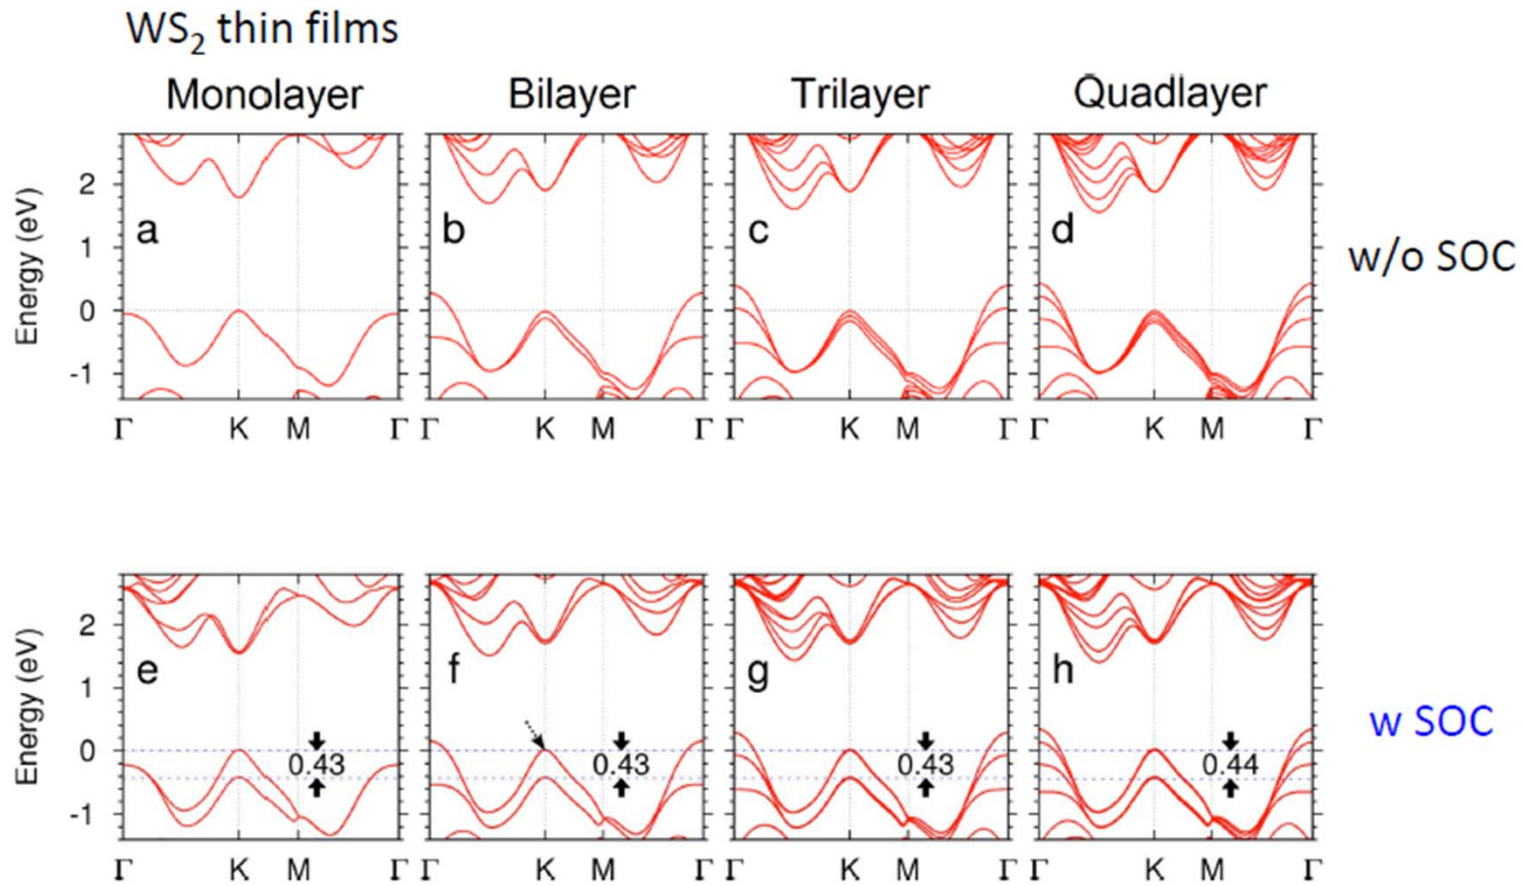 WS₂ thin films
Monolayer Bilayer Trilayer Quadlayer
Energy (eV)
2
1
0
-1
a b c d
w/o SOC
Γ K M Γ Γ K M Γ Γ K M Γ Γ K M Γ
Energy (eV)
2
1
0
-1
e f g h
0.43 0.43 0.43 0.44
w SOC
Γ K M Γ Γ K M Γ Γ K M Γ Γ K M Γ